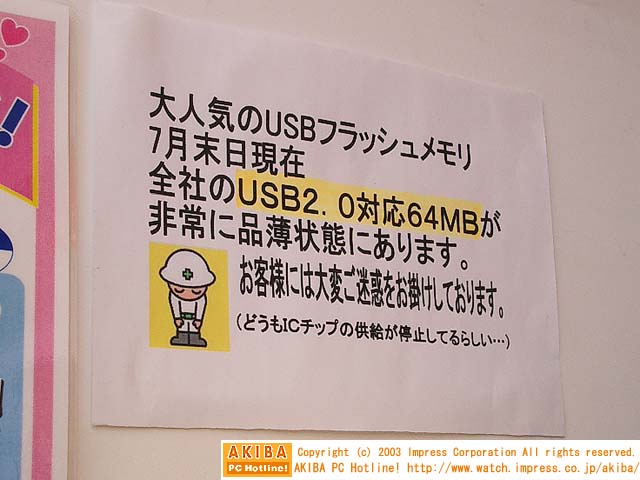 !
大人気のUSBフラッシュメモリ
7月末日現在
全社のUSB2.0対応64MBが
非常に品薄状態にあります。
お客様には大変ご迷惑をお掛けしております。
(どうもICチップの供給が停止してるらしい…)
AKIBA PC Hotline!
Copyright (c) 2003 Impress Corporation All rights reserved.
AKIBA PC Hotline! http://www.watch.impress.co.jp/akiba/